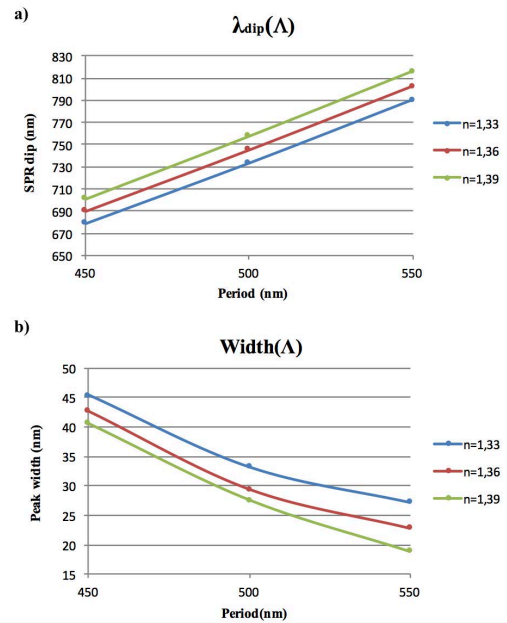 a)
λdip(Λ)
830
810
790
770
750
730
710
690
670
650
SPR dip (nm)
450
500
550
Period (nm)
n=1,33
n=1,36
n=1,39
b)
Width(Λ)
50
45
40
35
30
25
20
15
Peak width (nm)
450
500
550
Period(nm)
n=1,33
n=1,36
n=1,39